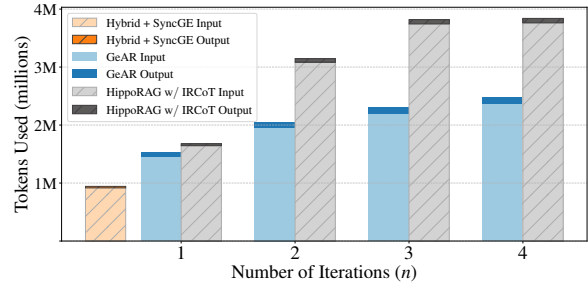 4M
3M
2M
1M
Tokens Used (millions)
Hybrid + SyncGE Input
Hybrid + SyncGE Output
GeAR Input
GeAR Output
HippoRAG w/ IRCoT Input
HippoRAG w/ IRCoT Output
1 2 3 4
Number of Iterations (n)